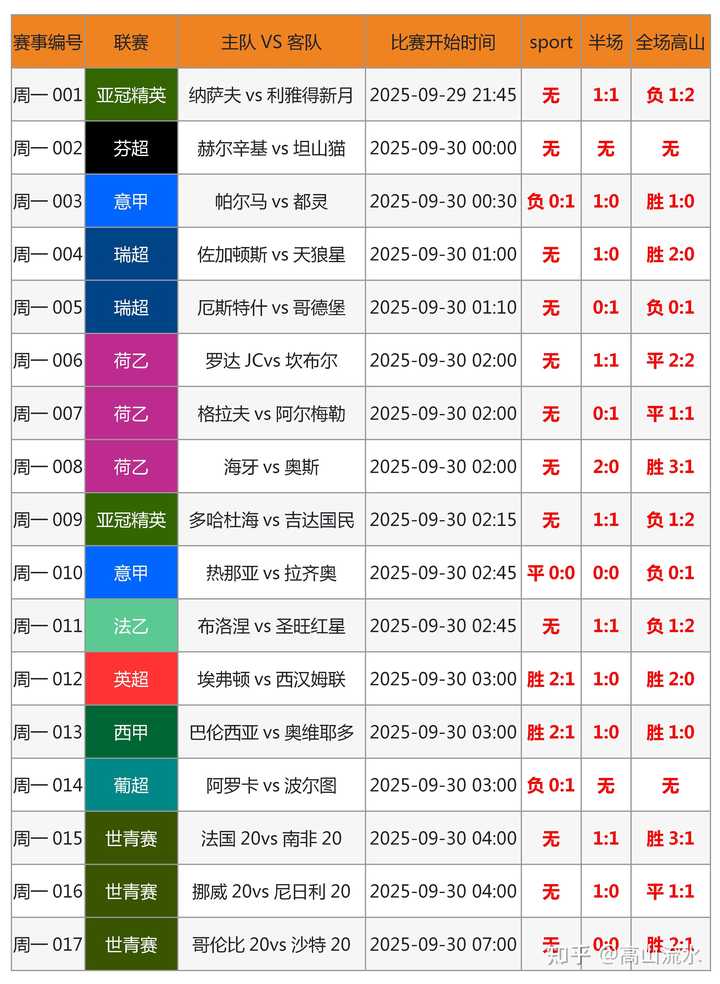 赛事编号 联赛 主队 VS 客队 比赛开始时间 sport 半场 全场高山
周一 001 亚冠精英 纳萨夫 vs 利雅得新月 2025-09-29 21:45 无 1:1 负 1:2
周一 002 芬超 赫尔辛基 vs 坦山猫 2025-09-30 00:00 无 无 无
周一 003 意甲 帕尔马 vs 都灵 2025-09-30 00:30 负 0:1 1:0 胜 1:0
周一 004 瑞超 佐加顿斯 vs 天狼星 2025-09-30 01:00 无 1:0 胜 2:0
周一 005 瑞超 厄斯特什 vs 哥德堡 2025-09-30 01:10 无 0:1 负 0:1
周一 006 荷乙 罗达 JCvs 坎布尔 2025-09-30 02:00 无 1:1 平 2:2
周一 007 荷乙 格拉夫 vs 阿尔梅勒 2025-09-30 02:00 无 0:1 平 1:1
周一 008 荷乙 海牙 vs 奥斯 2025-09-30 02:00 无 2:0 胜 3:1
周一 009 亚冠精英 多哈杜海 vs 吉达国民 2025-09-30 02:15 无 1:1 负 1:2
周一 010 意甲 热那亚 vs 拉齐奥 2025-09-30 02:45 平 0:0 0:0 负 0:1
周一 011 法乙 布洛涅 vs 圣旺红星 2025-09-30 02:45 无 1:1 负 1:2
周一 012 英超 埃弗顿 vs 西汉姆联 2025-09-30 03:00 胜 2:1 1:0 胜 2:0
周一 013 西甲 巴伦西亚 vs 奥维耶多 2025-09-30 03:00 胜 2:1 1:0 胜 1:0
周一 014 葡超 阿罗卡 vs 波尔图 2025-09-30 03:00 负 0:1 无 无
周一 015 世青赛 法国 20vs 南非 20 2025-09-30 04:00 无 1:1 胜 3:1
周一 016 世青赛 挪威 20vs 尼日利 20 2025-09-30 04:00 无 1:0 平 1:1
周一 017 世青赛 哥伦比 20vs 沙特 20 2025-09-30 07:00 无 0:0 胜 2:1
知乎 @高山流水